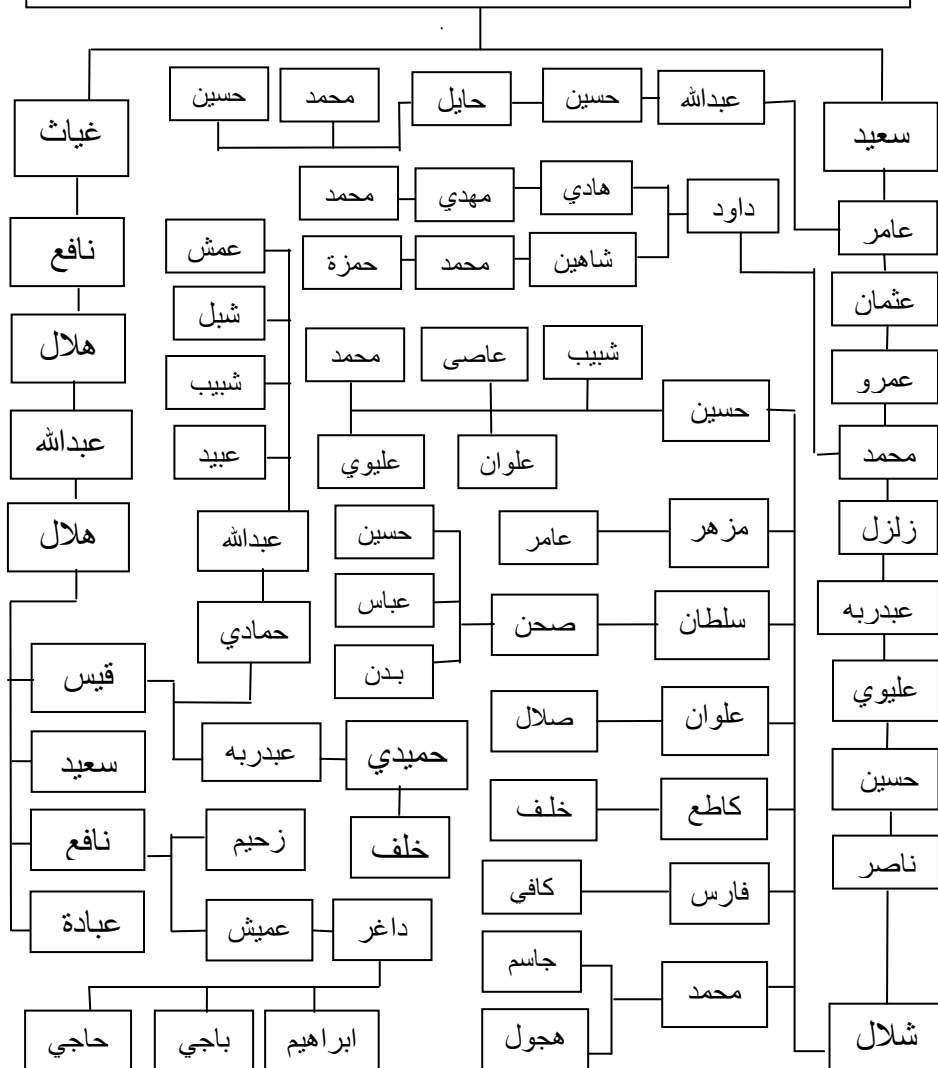 حسين
محمد
حايل
حسين
عبدالله
سعيد
غياث
محمد
مهدي
هادي
داود
عامر
نافع
عمش
حمزة
محمد
شاهين
عثمان
هلال
شبل
محمد
عاصى
شبيب
عمرو
شبيب
حسين
عبدالله
عبيد
عليوي
علوان
محمد
هلال
عبدالله
حسين
عامر
مزهر
زلزل
حمادي
عباس
صحن
سلطان
عبدربه
قيس
بدن
صلال
علوان
عليوي
سعيد
عبدربه
حميدي
خلف
كاطع
حسين
نافع
زحيم
خلف
كافي
فارس
ناصر
عبادة
عميش
داغر
جاسم
محمد
حاجي
باجي
ابراهيم
هجول
شلال